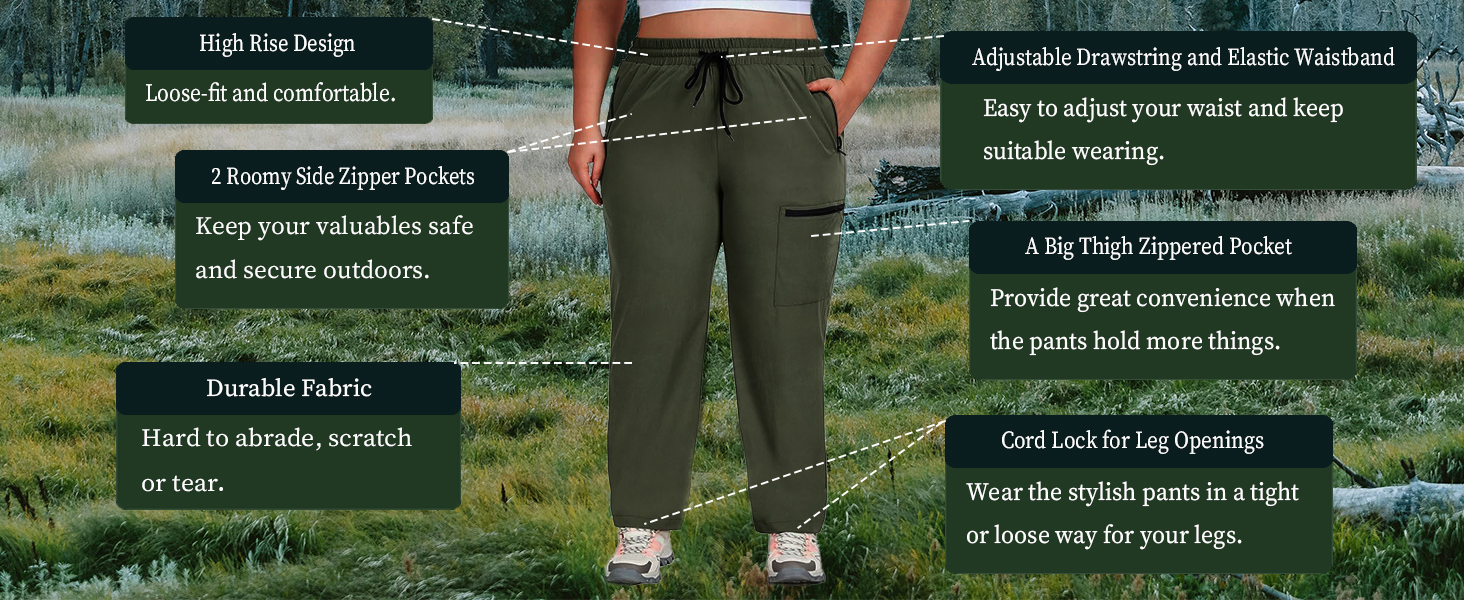 High Rise Design
Loose-fit and comfortable.
2 Roomy Side Zipper Pockets
Keep your valuables safe
and secure outdoors.
Durable Fabric
Hard to abrade, scratch
or tear.
Adjustable Drawstring and Elastic Waistband
Easy to adjust your waist and keep
suitable wearing.
A Big Thigh Zippered Pocket
Provide great convenience when
the pants hold more things.
Cord Lock for Leg Openings
Wear the stylish pants in a tight
or loose way for your legs.